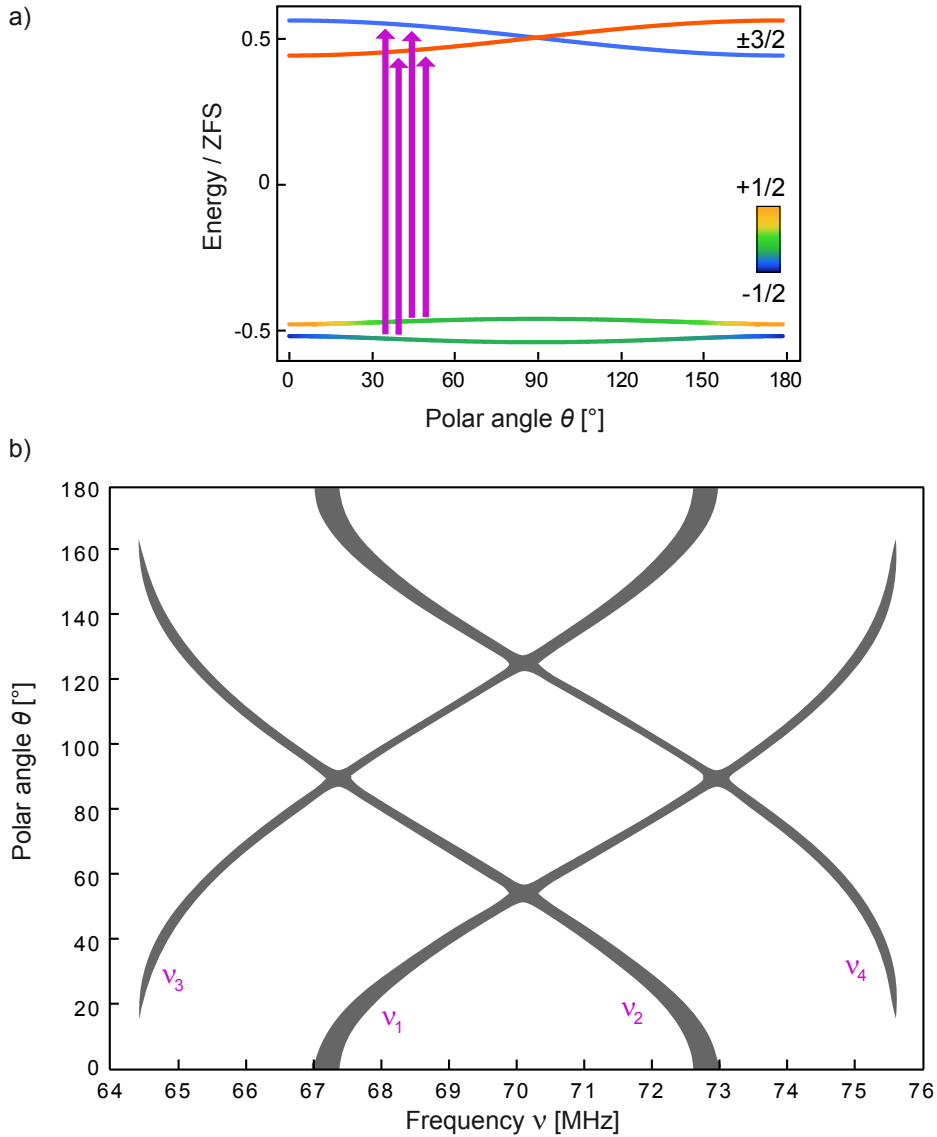 a)
0.5
0
-0.5
Energy / ZFS
±3/2
+1/2
-1/2
0 30 60 90 120 150 180
Polar angle θ [°]
b)
180
160
140
120
100
80
60
40
20
0
Polar angle θ [°]
ν3
ν1
ν2
ν4
64 65 66 67 68 69 70 71 72 73 74 75 76
Frequency ν [MHz]